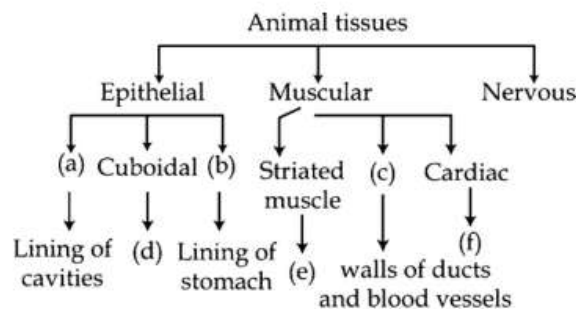 Animal tissues
Epithelial Muscular Nervous
(a) Cuboidal (b) Striated muscle (c) Cardiac
Lining of cavities (d) Lining of stomach (e) walls of ducts and blood vessels (f)